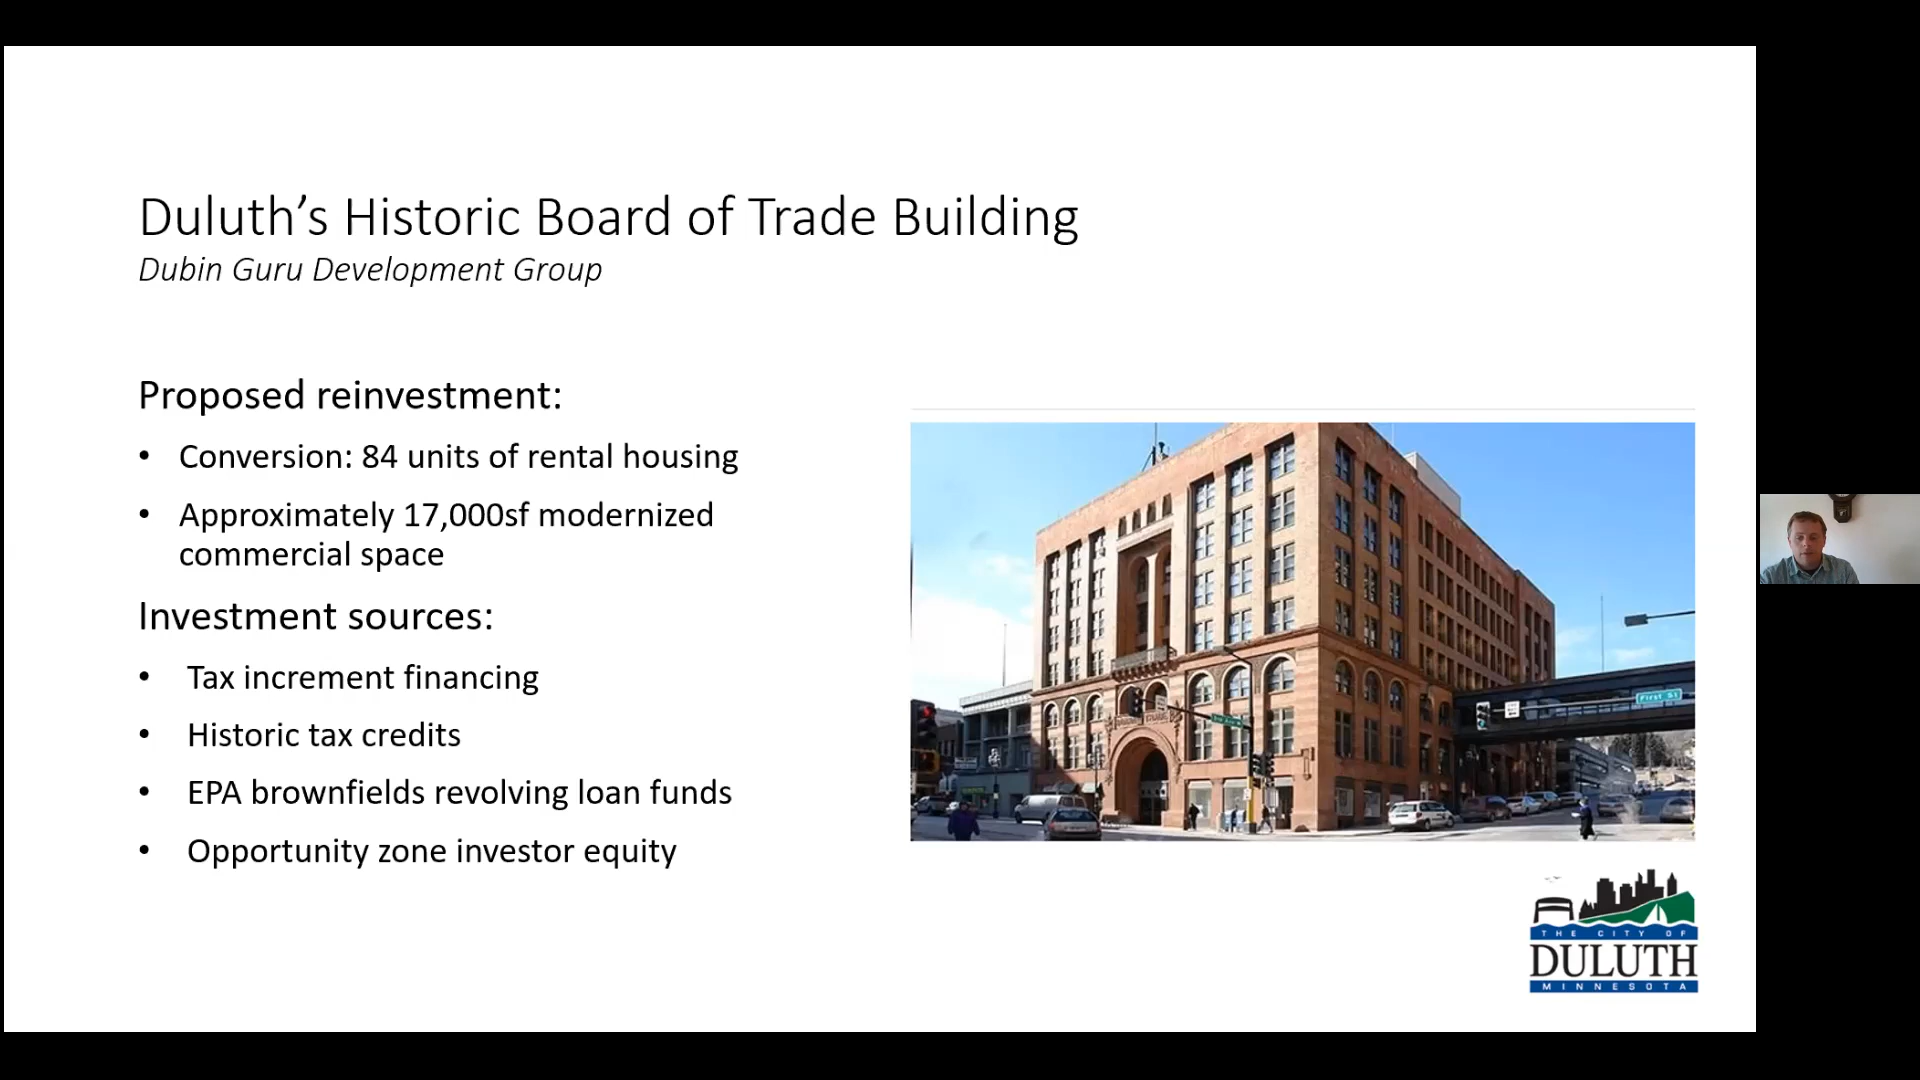 Duluth’s Historic Board of Trade Building
Dubin Guru Development Group
Proposed reinvestment:
• Conversion: 84 units of rental housing
• Approximately 17,000sf modernized
commercial space
Investment sources:
• Tax increment financing
• Historic tax credits
• EPA brownfields revolving loan funds
• Opportunity zone investor equity
First St
THE CITY OF
DULUTH
MINNESOTA